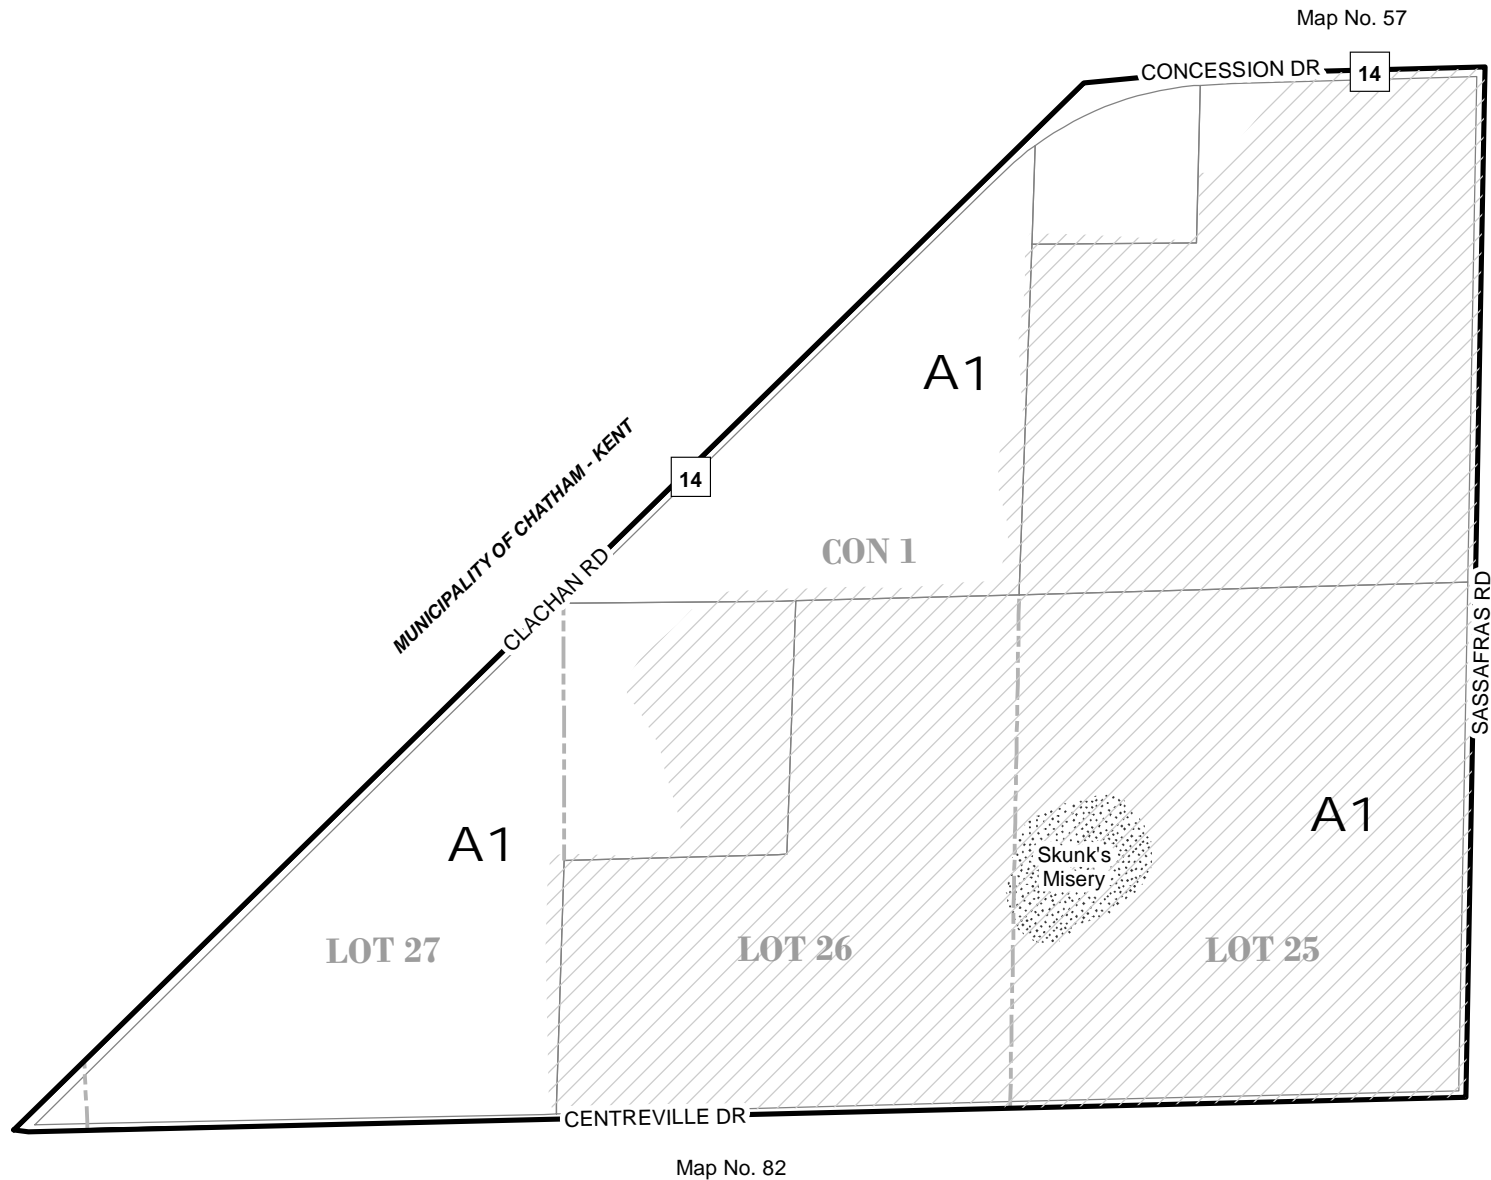 Map No. 57
CONCESSION DR
14
A1
MUNICIPALITY OF CHATHAM - KENT
14
CLACHAN RD
CON 1
SASSAFRAS RD
A1
A1
Skunk's
Misery
LOT 27
LOT 26
LOT 25
CENTREVILLE DR
Map No. 82